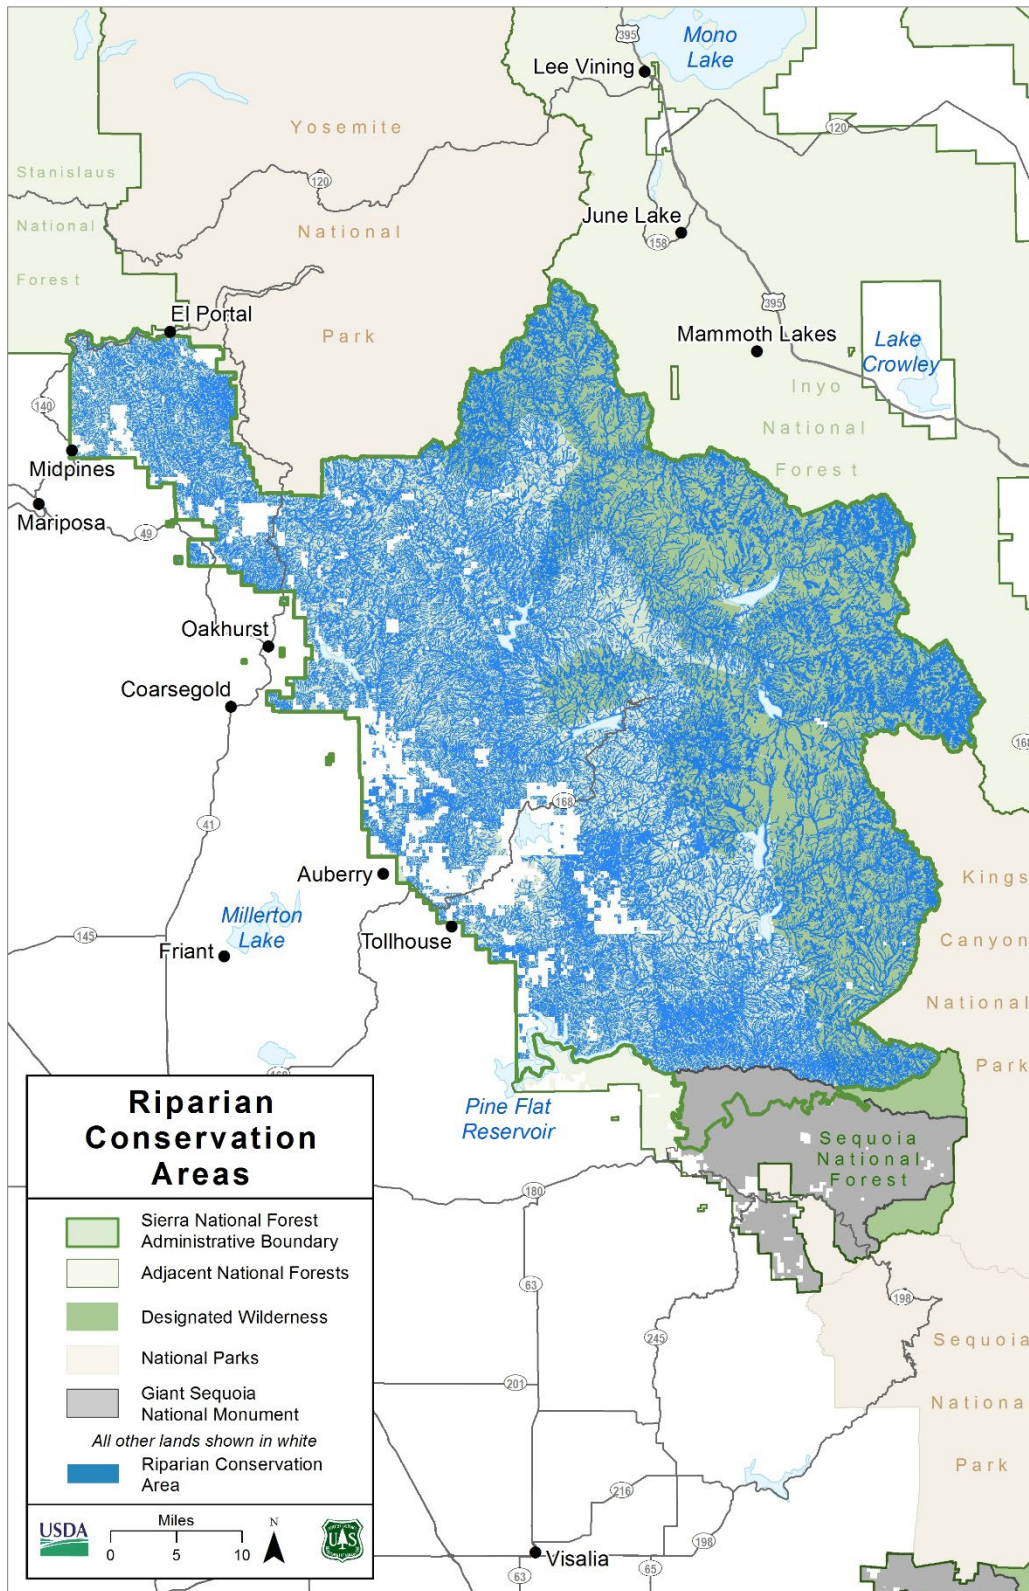 395
Mono
Lake
Lee Vining
Yosemite
120
120
Stanislaus
National
Forest
National
June Lake
158
395
El Portal
Park
Mammoth Lakes
Lake
Crowley
Inyo
National
Forest
140
Midpines
Mariposa
49
Oakhurst
Coarsegold
168
168
41
Auberry
Kings
Canyon
National
Park
Millerton
Lake
Tollhouse
145
Friant
168
Pine Flat
Reservoir
Sequoia
National
Forest
180
63
198
245
Sequoia
National
Park
201
216
198
Visalia
63
65
Riparian
Conservation
Areas
Sierra National Forest
Administrative Boundary
Adjacent National Forests
Designated Wilderness
National Parks
Giant Sequoia
National Monument
All other lands shown in white
Riparian Conservation
Area
USDA
Miles
0 5 10
N
FOREST SERVICE
U S